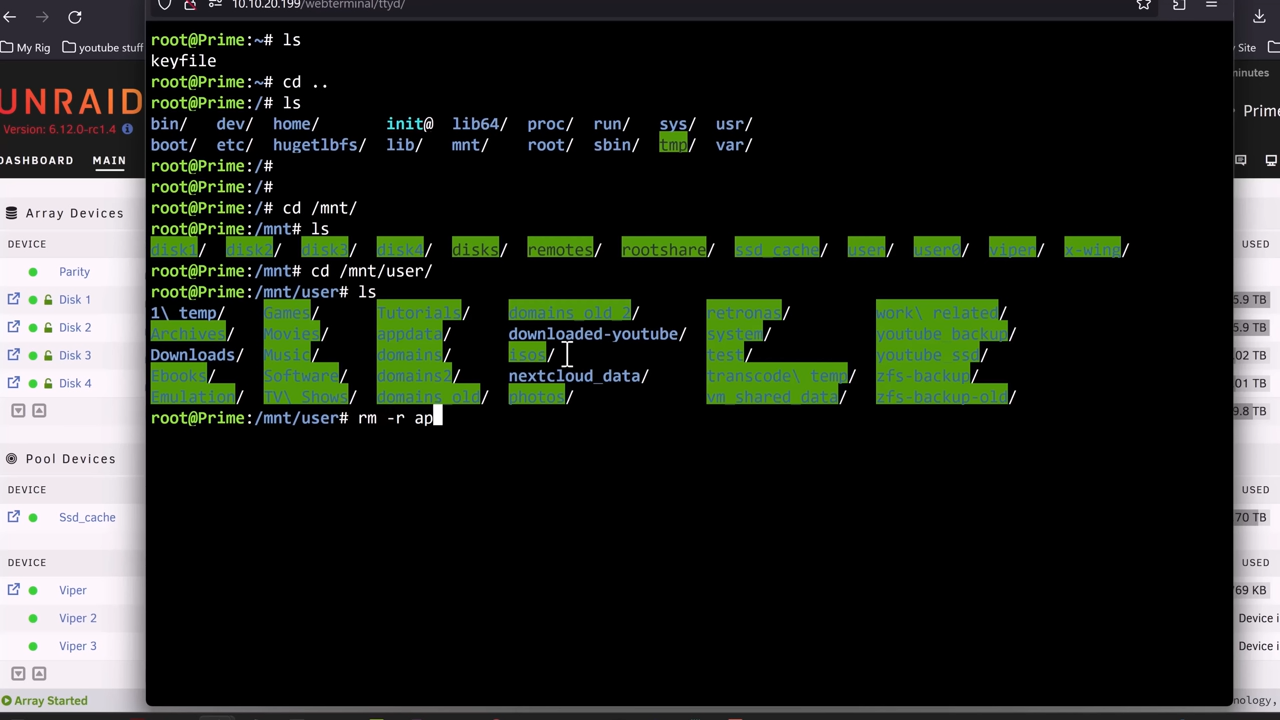 10.10.20.199/webterminal/ttyd/
My Rig youtube stuff
Site
UNRAID
Version: 6.12.0-rc1.4
minutes
Prime
DASHBOARD MAIN
Array Devices
DEVICE
USED
Parity
Disk 1
Disk 2
Disk 3
Disk 4
Pool Devices
DEVICE
USED
Ssd_cache
70 TB
DEVICE
USED
Viper
69 KB
Viper 2
Device i
Viper 3
Device i
Array Started
nology,
root@Prime:~# ls
keyfile
root@Prime:~# cd ..
root@Prime:/# ls
bin/ dev/ home/ init@ lib64/ proc/ run/ sys/ usr/
boot/ etc/ hugetlbfs/ lib/ mnt/ root/ sbin/ tmp/ var/
root@Prime:/#
root@Prime:/#
root@Prime:/# cd /mnt/
root@Prime:/mnt# ls
disk1/ disk2/ disk3/ disk4/ disks/ remotes/ rootshare/ ssd_cache/ user/ user0/ viper/ x-wing/
root@Prime:/mnt# cd /mnt/user/
root@Prime:/mnt/user# ls
1\ temp/ Games/ Tutorials/ domains_old_2/ retronas/ work\ related/
Archives/ Movies/ appdata/ downloaded-youtube/ system/ youtube_backup/
Downloads/ Music/ domains/ isos/ test/ youtube_ssd/
Ebooks/ Software/ domains2/ nextcloud_data/ transcode\ temp/ zfs-backup/
Emulation/ TV\ Shows/ domains_old/ photos/ vm_shared_data/ zfs-backup-old/
root@Prime:/mnt/user# rm -r ap